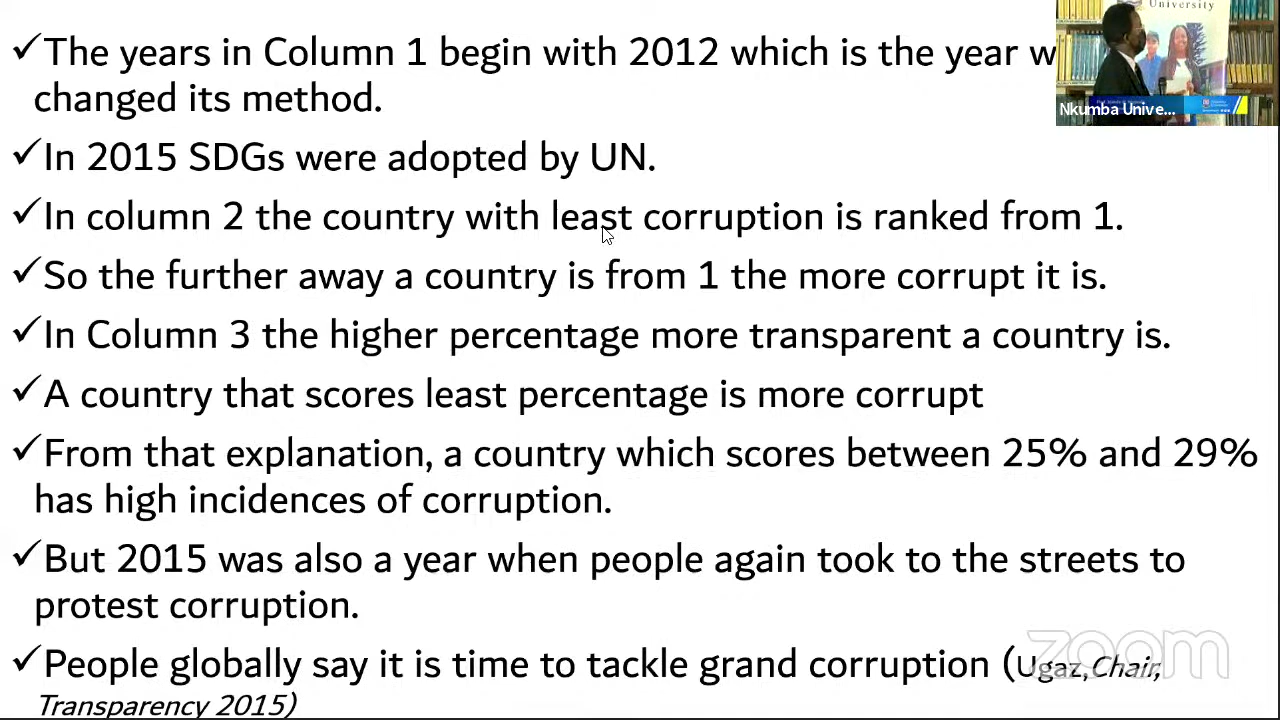 ✓The years in Column 1 begin with 2012 which is the year w
changed its method.
✓In 2015 SDGs were adopted by UN.
✓In column 2 the country with least corruption is ranked from 1.
✓So the further away a country is from 1 the more corrupt it is.
✓In Column 3 the higher percentage more transparent a country is.
✓A country that scores least percentage is more corrupt
✓From that explanation, a country which scores between 25% and 29%
has high incidences of corruption.
✓But 2015 was also a year when people again took to the streets to
protest corruption.
✓People globally say it is time to tackle grand corruption (Ugaz,Chair,
Transparency 2015)
University
Nkumba Unive...
zoom